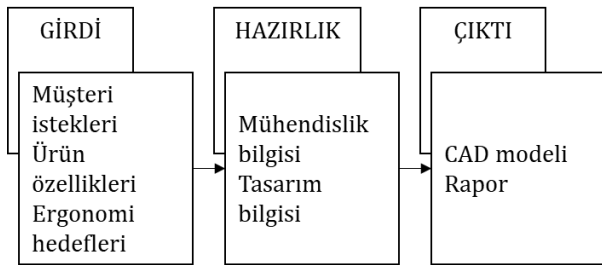 GİRDİ
Müşteri
istekleri
Ürün
özellikleri
Ergonomi
hedefleri
HAZIRLIK
Mühendislik
bilgisi
Tasarım
bilgisi
ÇIKTI
CAD modeli
Rapor